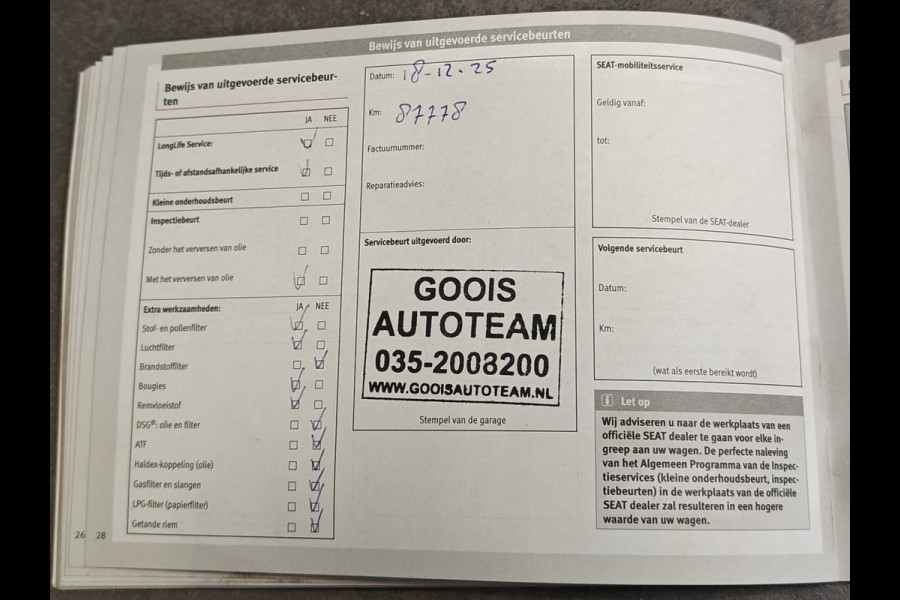 Bewijs van uitgevoerde servicebeurten
Bewijs van uitgevoerde servicebeur-
ten
JA NEE
LongLife Service:
Tijds- of afstandsafhankelijke service
Kleine onderhoudsbeurt
Inspectiebeurt
Zonder het verversen van olie
Met het verversen van olie
Extra werkzaamheden: JA NEE
Stof- en pollenfilter
Luchtfilter
Brandstoffilter
Bougies
Remvloeistof
DSG®: olie en filter
ATF
Haldex-koppeling (olie)
Gasfilter en slangen
LPG-filter (papierfilter)
Getande riem
26 28
Datum: 18-12-25
Km: 87778
Factuurnummer:
Reparatieadvies:
Servicebeurt uitgevoerd door:
GOOIS
AUTOTEAM
035-2008200
WWW.GOOISAUTOTEAM.NL
Stempel van de garage
SEAT-mobiliteitsservice
Geldig vanaf:
tot:
Stempel van de SEAT-dealer
Volgende servicebeurt
Datum:
Km:
(wat als eerste bereikt wordt)
i Let op
Wij adviseren u naar de werkplaats van een
officiële SEAT dealer te gaan voor elke in-
greep aan uw wagen. De perfecte naleving
van het Algemeen Programma van de Inspec-
tieservices (kleine onderhoudsbeurt, inspec-
tiebeurten) in de werkplaats van de officiële
SEAT dealer zal resulteren in een hogere
waarde van uw wagen.